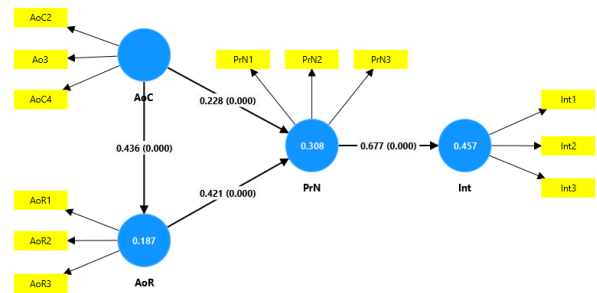 AoC2
Ao3
AoC4
AoC
PrN1
PrN2
PrN3
0.228 (0.000)
0.436 (0.000)
0.308
PrN
0.677 (0.000)
0.457
Int
Int1
Int2
Int3
0.421 (0.000)
AoR1
AoR2
AoR3
0.187
AoR